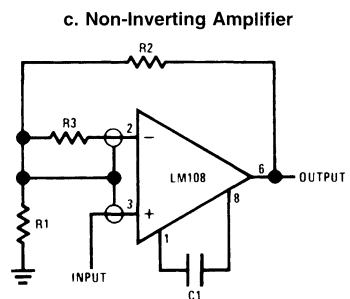 c. Non-Inverting Amplifier
R2
R3
2
−
LM108
6
OUTPUT
3
+
8
R1
1
INPUT
C1